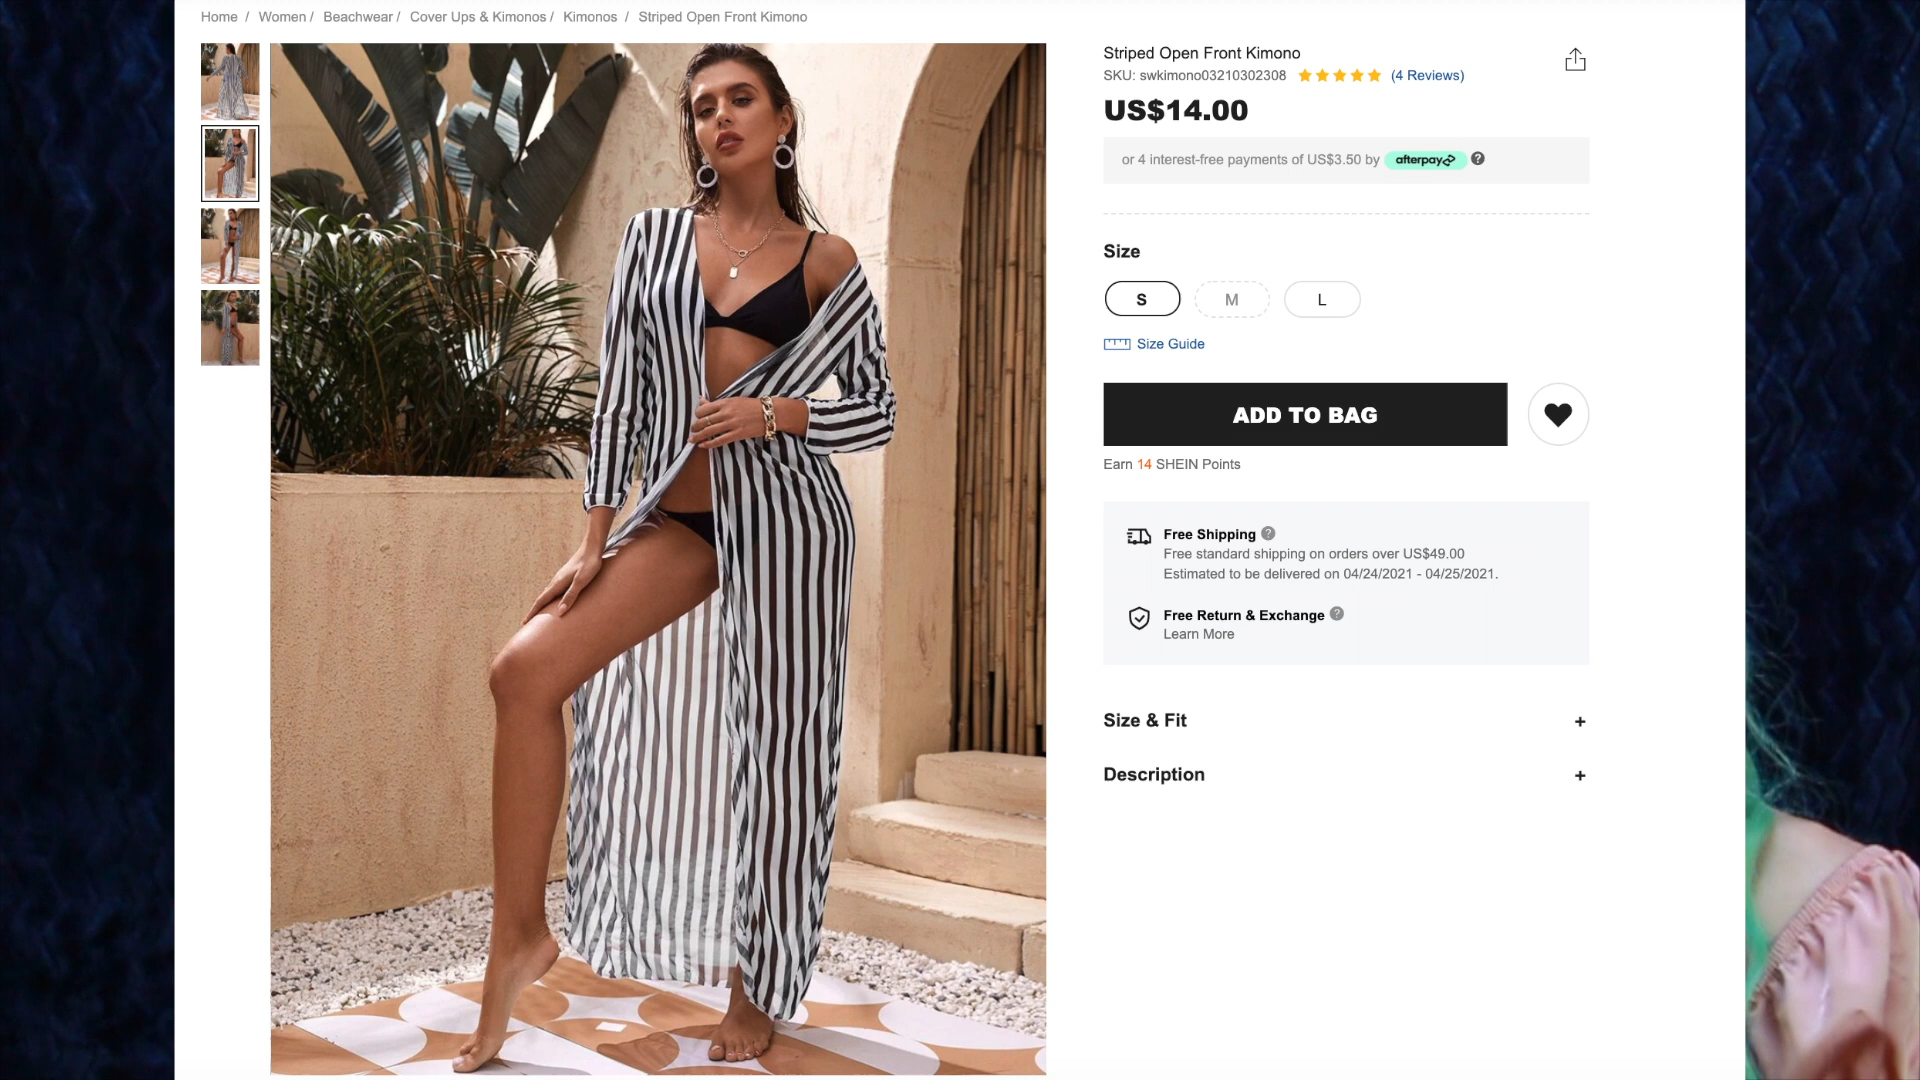 Home / Women / Beachwear / Cover Ups & Kimonos / Kimonos / Striped Open Front Kimono
Striped Open Front Kimono
SKU: swkimono03210302308 (4 Reviews)
US$14.00
or 4 interest-free payments of US$3.50 by afterpay
Size
S M L
Size Guide
ADD TO BAG
Earn 14 SHEIN Points
Free Shipping
Free standard shipping on orders over US$49.00
Estimated to be delivered on 04/24/2021 - 04/25/2021.
Free Return & Exchange
Learn More
Size & Fit +
Description +